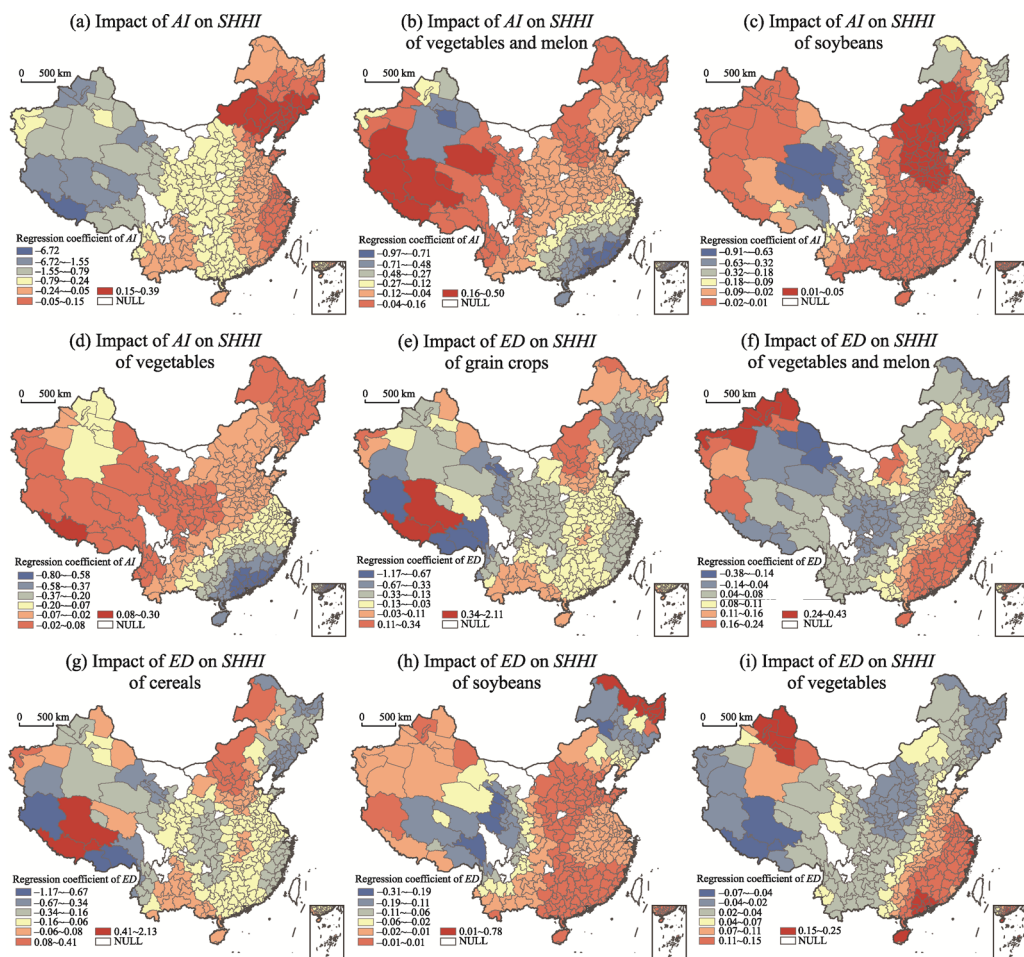 (a) Impact of AI on SHHI
0 500 km
Regression coefficient of AI
−6.72
−6.72~−1.55
−1.55~−0.79
−0.79~−0.24
−0.24~−0.05
−0.05~0.15
0.15~0.39
NULL
(b) Impact of AI on SHHI
of vegetables and melon
0 500 km
Regression coefficient of AI
−0.97~−0.71
−0.71~−0.48
−0.48~−0.27
−0.27~−0.12
−0.12~−0.04
−0.04~0.16
0.16~0.50
NULL
(c) Impact of AI on SHHI
of soybeans
0 500 km
Regression coefficient of AI
−0.91~−0.63
−0.63~−0.32
−0.32~−0.18
−0.18~−0.09
−0.09~−0.02
−0.02~0.01
0.01~0.05
NULL
(d) Impact of AI on SHHI
of vegetables
0 500 km
Regression coefficient of AI
−0.80~−0.58
−0.58~−0.37
−0.37~−0.20
−0.20~−0.07
−0.07~−0.02
−0.02~0.08
0.08~0.30
NULL
(e) Impact of ED on SHHI
of grain crops
0 500 km
Regression coefficient of ED
−1.17~−0.67
−0.67~−0.33
−0.33~−0.13
−0.13~−0.03
−0.03~0.11
0.11~0.34
0.34~2.11
NULL
(f) Impact of ED on SHHI
of vegetables and melon
0 500 km
Regression coefficient of ED
−0.38~−0.14
−0.14~0.04
0.04~0.08
0.08~0.11
0.11~0.16
0.16~0.24
0.24~0.43
NULL
(g) Impact of ED on SHHI
of cereals
0 500 km
Regression coefficient of ED
−1.17~−0.67
−0.67~−0.34
−0.34~−0.16
−0.16~−0.06
−0.06~0.08
0.08~0.41
0.41~2.13
NULL
(h) Impact of ED on SHHI
of soybeans
0 500 km
Regression coefficient of ED
−0.31~−0.19
−0.19~−0.11
−0.11~−0.06
−0.06~−0.02
−0.02~−0.01
−0.01~0.01
0.01~0.78
NULL
(i) Impact of ED on SHHI
of vegetables
0 500 km
Regression coefficient of ED
−0.07~−0.04
−0.04~0.02
0.02~0.04
0.04~0.07
0.07~0.11
0.11~0.15
0.15~0.25
NULL